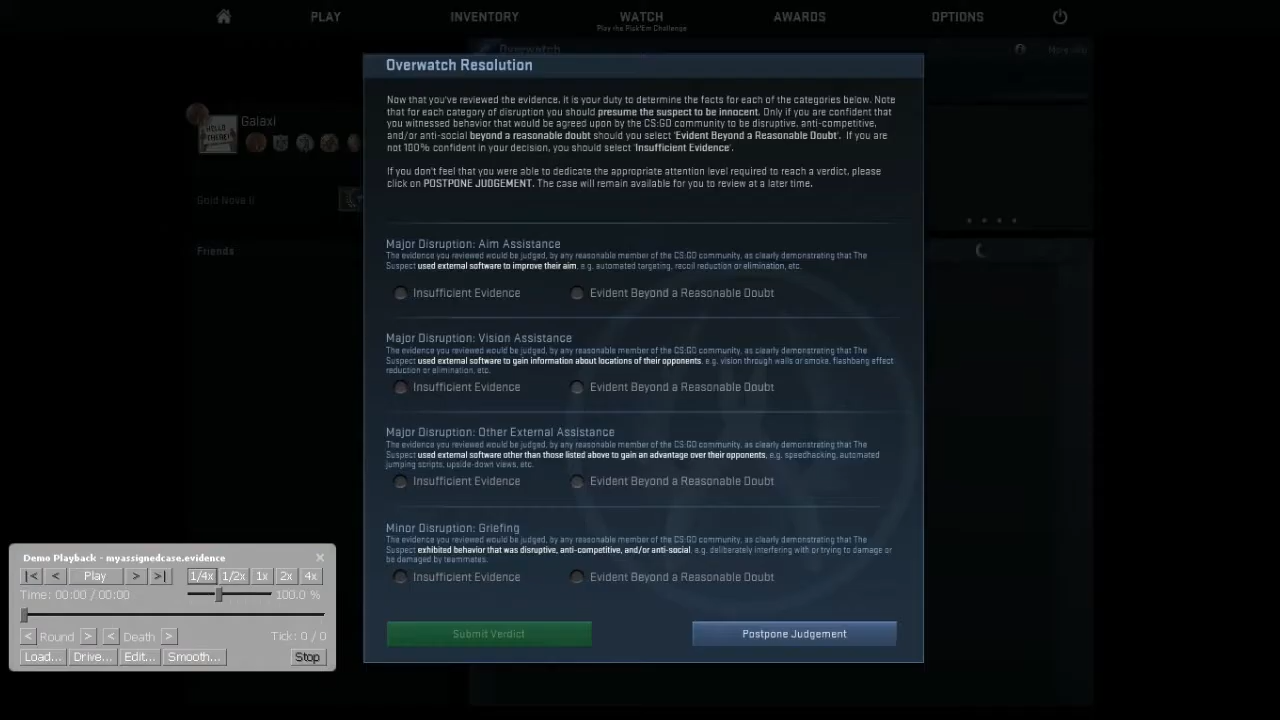 PLAY
INVENTORY
WATCH
AWARDS
OPTIONS
Play the Pick'Em Challenge
Overwatch
Overwatch Resolution
Now that you've reviewed the evidence, it is your duty to determine the facts for each of the categories below. Note
that for each category of disruption you should presume the suspect to be innocent. Only if you are confident that
you witnessed behavior that would be agreed upon by the CS:GO community to be disruptive, anti-competitive,
and/or anti-social beyond a reasonable doubt should you select 'Evident Beyond a Reasonable Doubt'. If you are
not 100% confident in your decision, you should select 'Insufficient Evidence'.
If you don't feel that you were able to dedicate the appropriate attention level required to reach a verdict, please
click on POSTPONE JUDGEMENT. The case will remain available for you to review at a later time.
Galaxi
HELLO
Gold Nova II
Friends
Major Disruption: Aim Assistance
The evidence you reviewed would be judged, by any reasonable member of the CS:GO community, as clearly demonstrating that The
Suspect used external software to improve their aim, e.g. automated targeting, recoil reduction or elimination, etc.
Insufficient Evidence
Evident Beyond a Reasonable Doubt
Major Disruption: Vision Assistance
The evidence you reviewed would be judged, by any reasonable member of the CS:GO community, as clearly demonstrating that The
Suspect used external software to gain information about locations of their opponents, e.g. vision through walls or smoke, flashbang effect
reduction or elimination, etc.
Insufficient Evidence
Evident Beyond a Reasonable Doubt
Major Disruption: Other External Assistance
The evidence you reviewed would be judged, by any reasonable member of the CS:GO community, as clearly demonstrating that The
Suspect used external software other than those listed above to gain an advantage over their opponents, e.g. speedhacking, automated
jumping scripts, upside-down views, etc.
Insufficient Evidence
Evident Beyond a Reasonable Doubt
Minor Disruption: Griefing
The evidence you reviewed would be judged, by any reasonable member of the CS:GO community, as clearly demonstrating that The
Suspect exhibited behavior that was disruptive, anti-competitive, and/or anti-social, e.g. deliberately interfering with or trying to damage or
be damaged by teammates.
Insufficient Evidence
Evident Beyond a Reasonable Doubt
Submit Verdict
Postpone Judgement
Demo Playback - myassignedcase.evidence
|< < Play > >| 1/4x 1/2x 1x 2x 4x
Time: 00:00 / 00:00
100.0 %
< Round > < Death >
Tick: 0 / 0
Load... Drive... Edit... Smooth... Stop